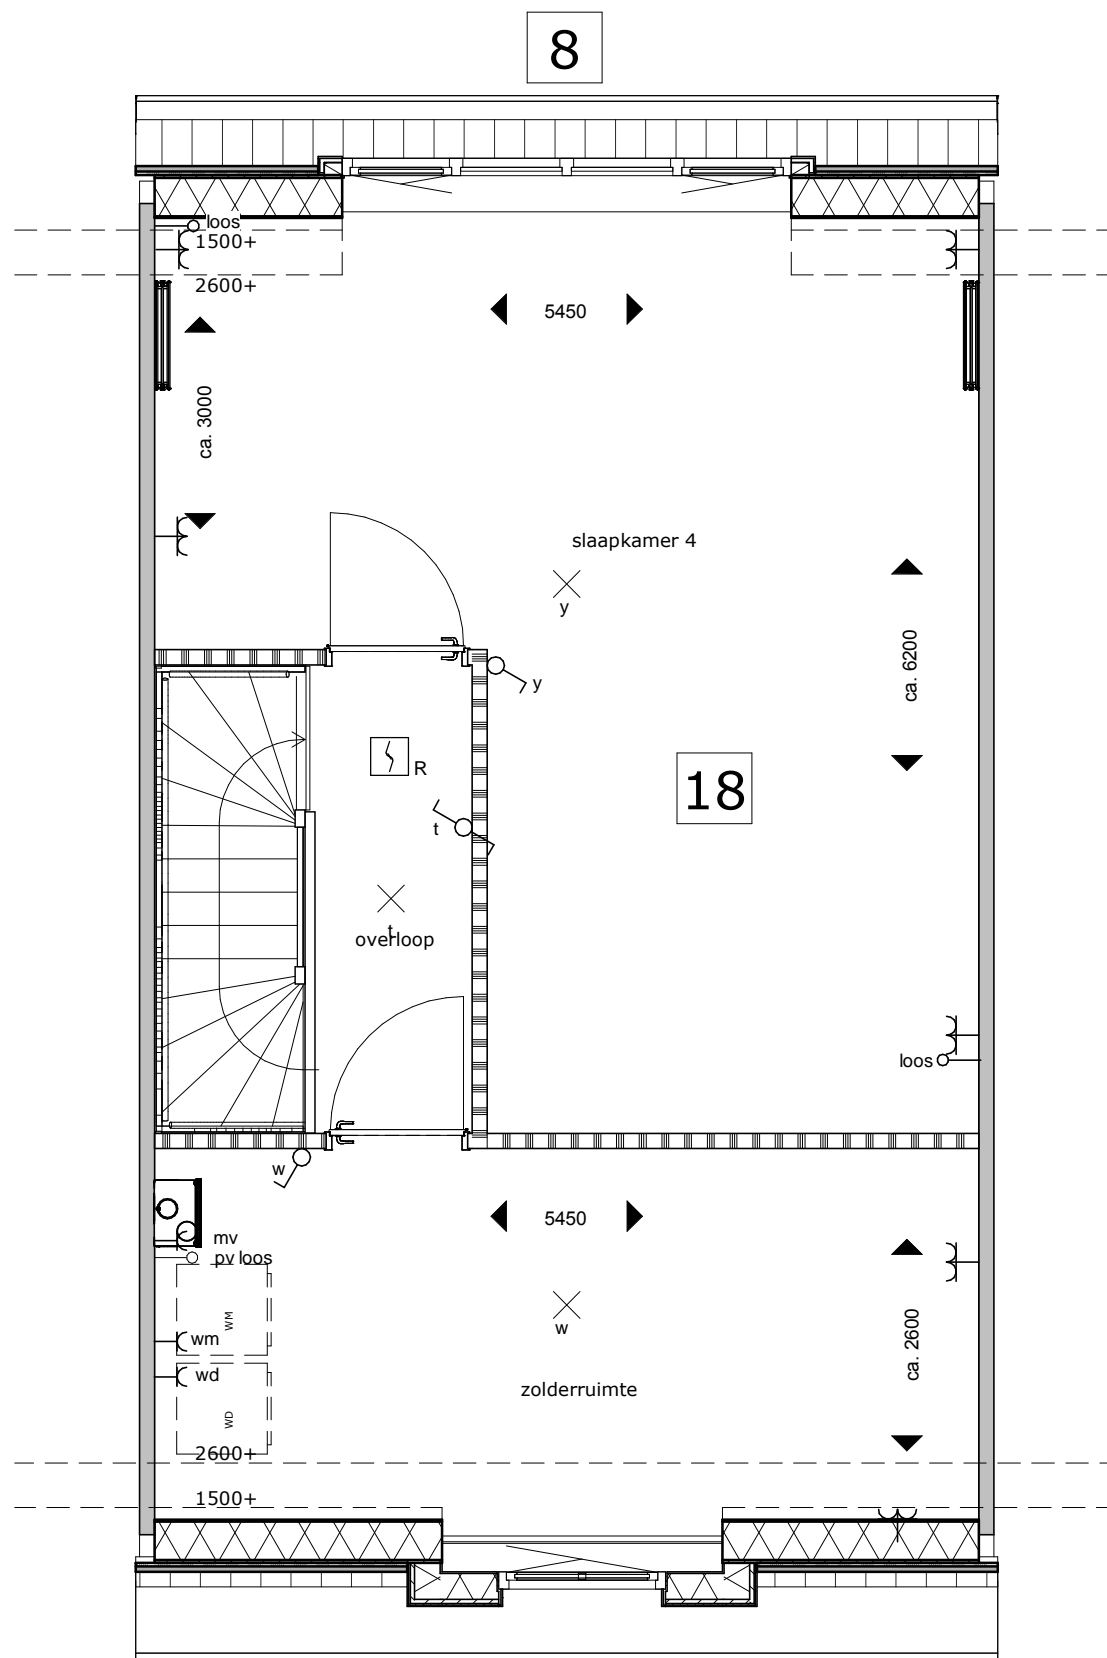 8
loos
1500+
2600+
5450
ca. 3000
slaapkamer 4
y
ca. 6200
y
R
18
t
t
overloop
loos
w
5450
mv
pv loos
WM
wm
w
ca. 2600
wd
zolderruimte
WD
2600+
1500+